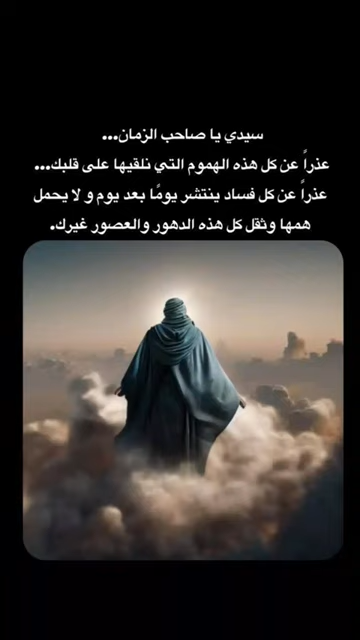 سيدي يا صاحب الزمان...
عذراً عن كل هذه الهموم التي نلقيها على قلبك...
عذراً عن كل فساد ينتشر يومًا بعد يوم و لا يحمل
همها وثقل كل هذه الدهور والعصور غيرك.